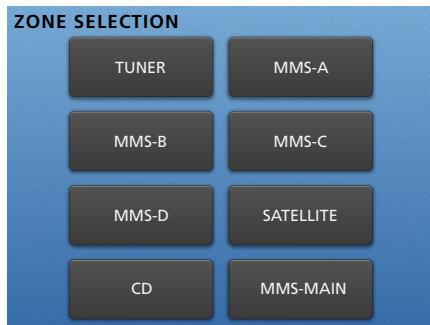 ZONE SELECTION
TUNER
MMS-A
MMS-B
MMS-C
MMS-D
SATELLITE
CD
MMS-MAIN